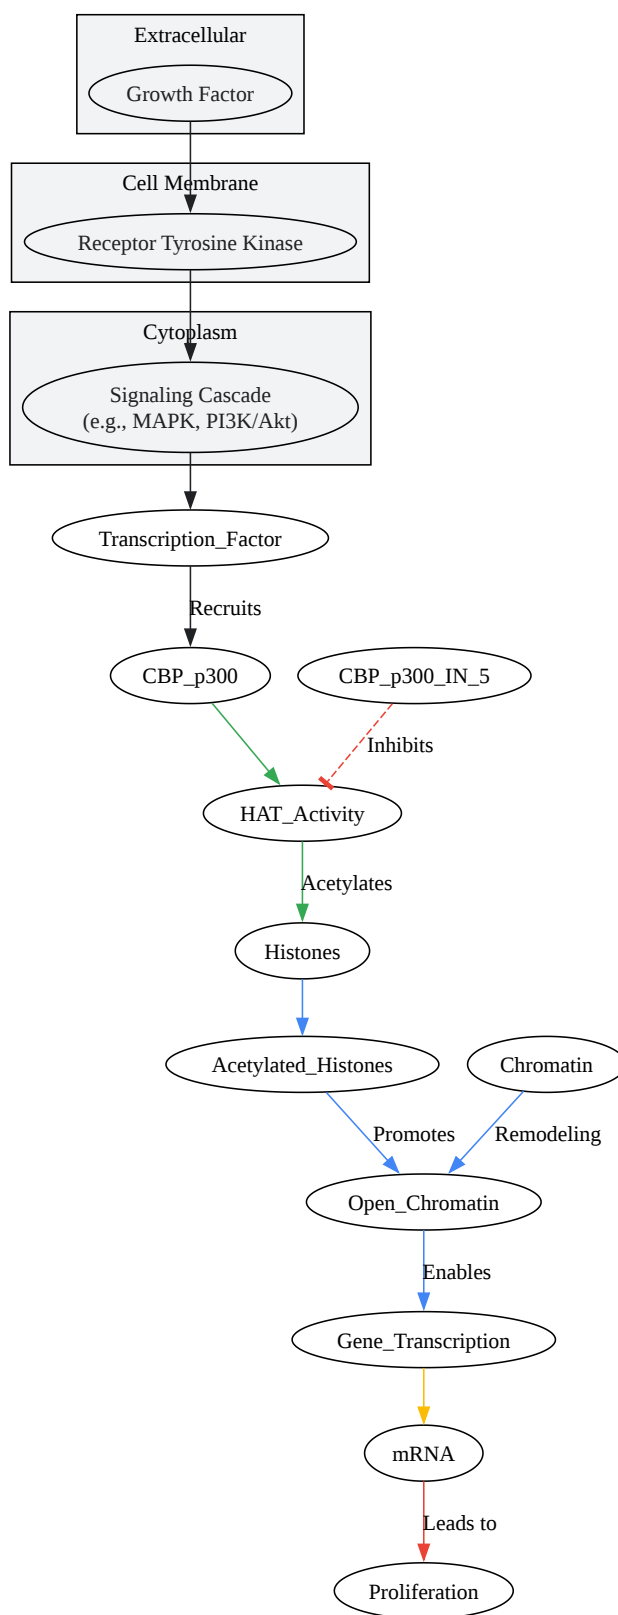 Extracellular
Growth Factor
Cell Membrane
Receptor Tyrosine Kinase
Cytoplasm
Signaling Cascade
(e.g., MAPK, PI3K/Akt)
Transcription_Factor
Recruits
CBP_p300
CBP_p300_IN_5
Inhibits
HAT_Activity
Acetylates
Histones
Acetylated_Histones
Chromatin
Promotes
Remodeling
Open_Chromatin
Enables
Gene_Transcription
mRNA
Leads to
Proliferation